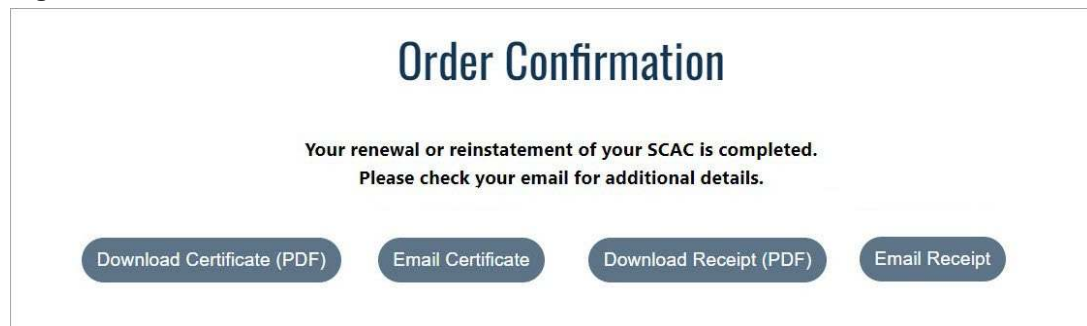 Order Confirmation
Your renewal or reinstatement of your SCAC is completed.
Please check your email for additional details.
Download Certificate (PDF) Email Certificate Download Receipt (PDF) Email Receipt